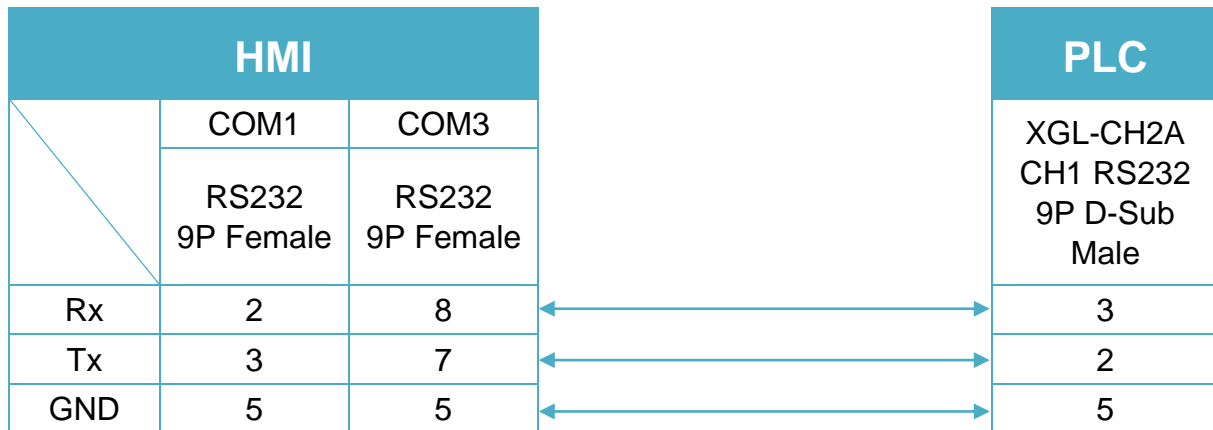 HMI PLC
COM1 COM3
RS232
9P Female
RS232
9P Female
XGL-CH2A
CH1 RS232
9P D-Sub
Male
Rx 2 8 3
Tx 3 7 2
GND 5 5 5